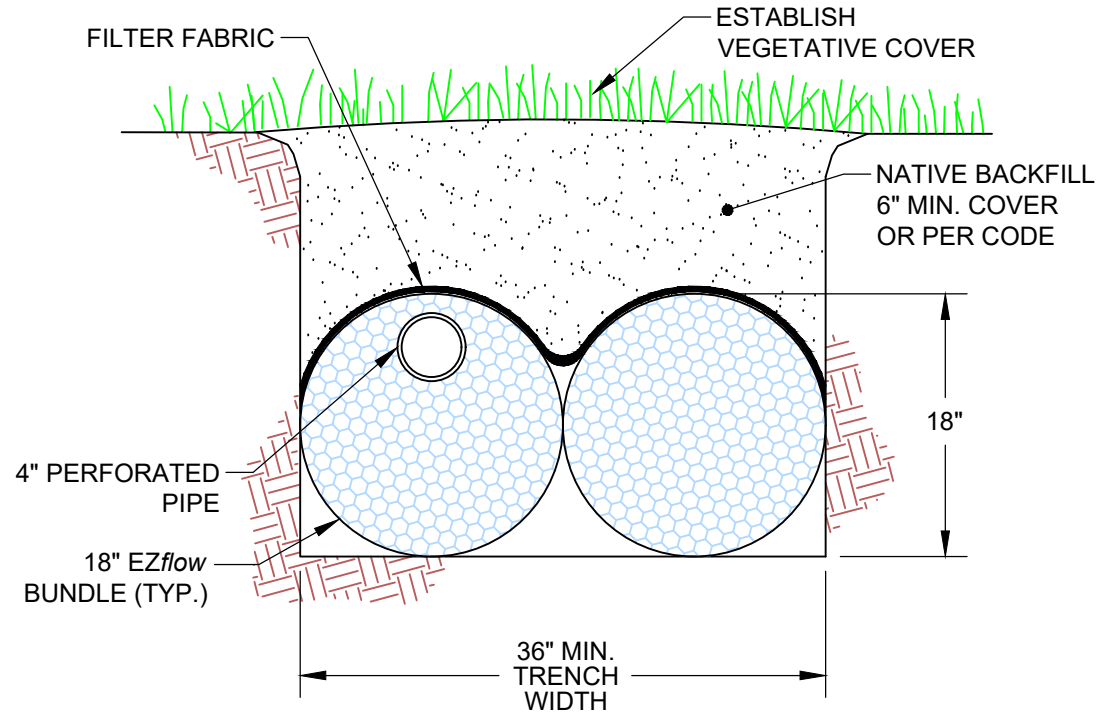 FILTER FABRIC
ESTABLISH
VEGETATIVE COVER
NATIVE BACKFILL
6" MIN. COVER
OR PER CODE
18"
4" PERFORATED
PIPE
18" EZflow
BUNDLE (TYP.)
36" MIN.
TRENCH
WIDTH